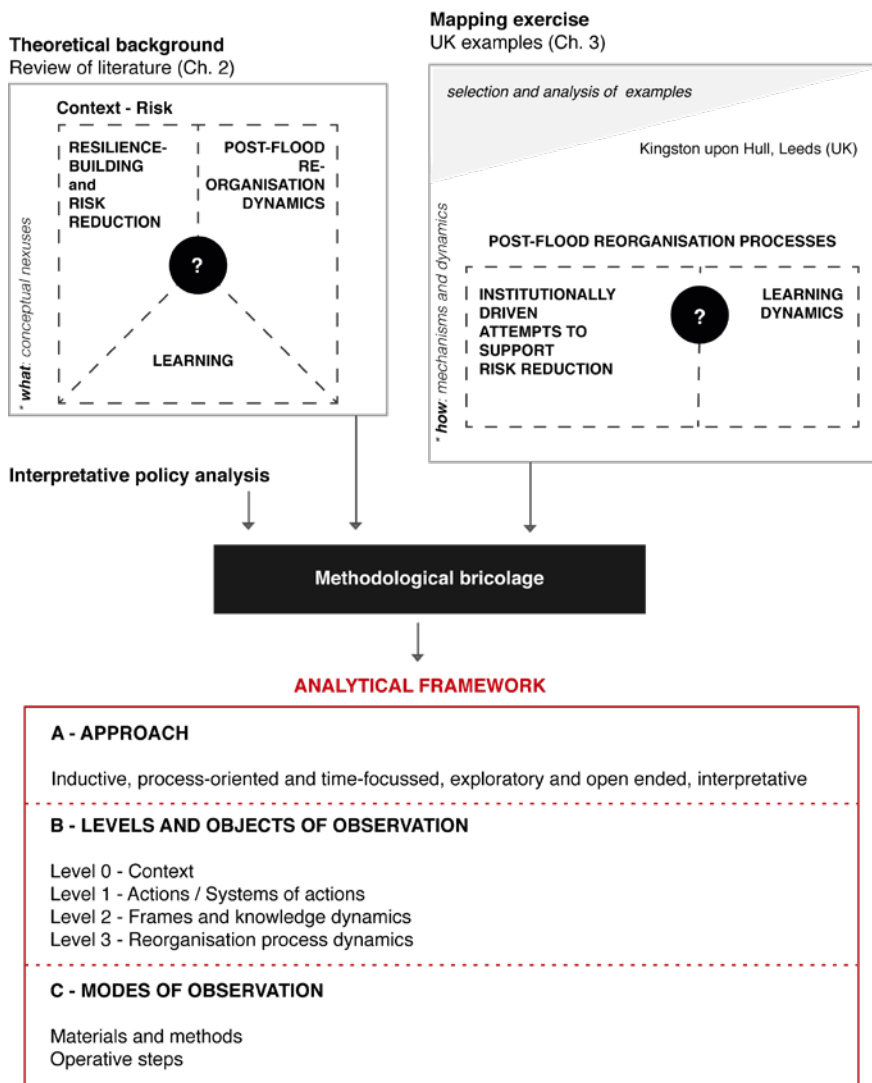 Theoretical background
Review of literature (Ch. 2)
Context - Risk
RESILIENCE-
BUILDING
and
RISK
REDUCTION
POST-FLOOD
RE-
ORGANISATION
DYNAMICS
?
LEARNING
* what: conceptual nexuses
Mapping exercise
UK examples (Ch. 3)
selection and analysis of examples
Kingston upon Hull, Leeds (UK)
POST-FLOOD REORGANISATION PROCESSES
INSTITUTIONALLY
DRIVEN
ATTEMPTS TO
SUPPORT
RISK REDUCTION
?
LEARNING
DYNAMICS
* how: mechanisms and dynamics
Interpretative policy analysis
Methodological bricolage
ANALYTICAL FRAMEWORK
A - APPROACH
Inductive, process-oriented and time-focussed, exploratory and open ended, interpretative
B - LEVELS AND OBJECTS OF OBSERVATION
Level 0 - Context
Level 1 - Actions / Systems of actions
Level 2 - Frames and knowledge dynamics
Level 3 - Reorganisation process dynamics
C - MODES OF OBSERVATION
Materials and methods
Operative steps